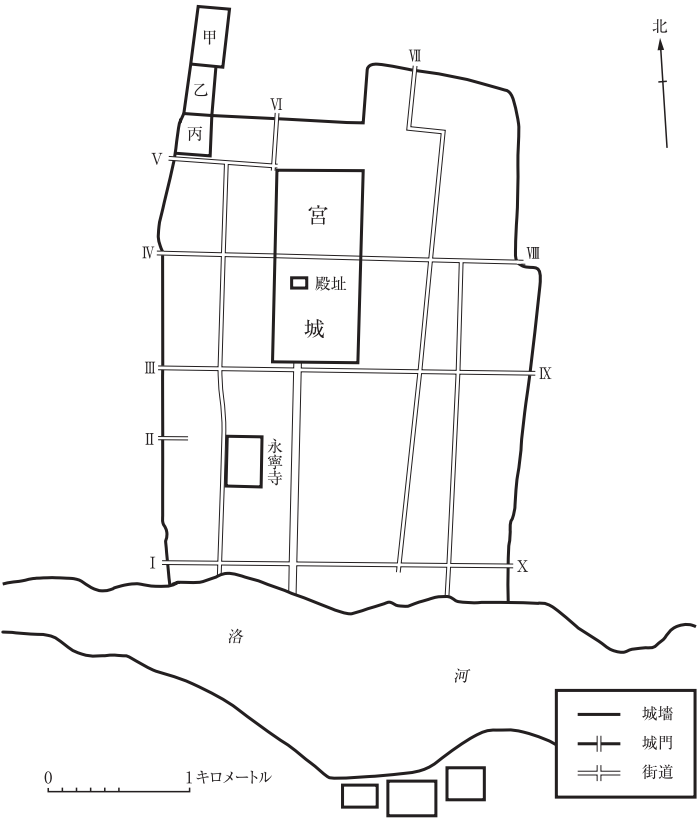 甲
北
乙
丙
Ⅶ
Ⅵ
Ⅴ
宮
Ⅳ
Ⅷ
殿址
城
Ⅲ
Ⅸ
Ⅱ
永寧寺
Ⅰ
Ⅹ
洛
河
城墻
城門
街道
0
1キロメートル